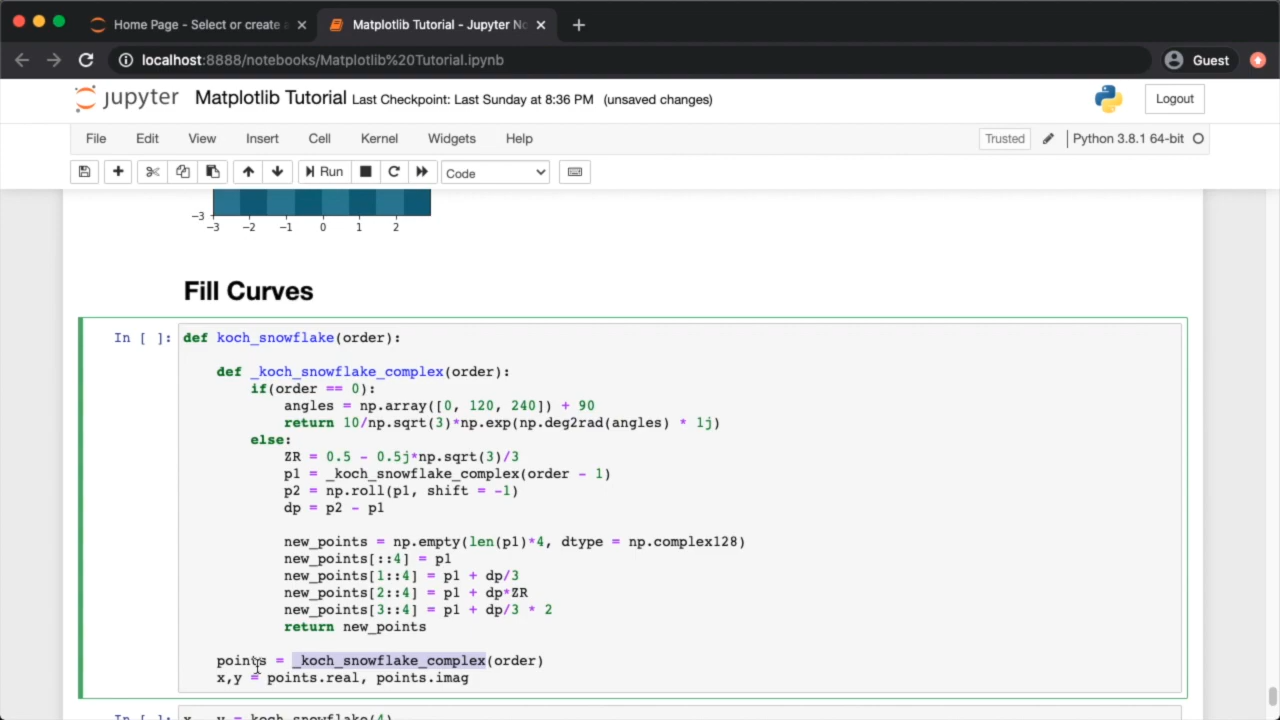 Home Page - Select or create a
Matplotlib Tutorial - Jupyter No
localhost:8888/notebooks/Matplotlib%20Tutorial.ipynb
Guest
jupyter Matplotlib Tutorial Last Checkpoint: Last Sunday at 8:36 PM (unsaved changes)
Logout
File Edit View Insert Cell Kernel Widgets Help
Trusted
Python 3.8.1 64-bit
Run
Code
−3
−3 −2 −1 0 1 2
Fill Curves
In [ ]: def koch_snowflake(order):
def _koch_snowflake_complex(order):
if(order == 0):
angles = np.array([0, 120, 240]) + 90
return 10/np.sqrt(3)*np.exp(np.deg2rad(angles) * 1j)
else:
ZR = 0.5 - 0.5j*np.sqrt(3)/3
p1 = _koch_snowflake_complex(order - 1)
p2 = np.roll(p1, shift = -1)
dp = p2 - p1
new_points = np.empty(len(p1)*4, dtype = np.complex128)
new_points[::4] = p1
new_points[1::4] = p1 + dp/3
new_points[2::4] = p1 + dp*ZR
new_points[3::4] = p1 + dp/3 * 2
return new_points
points = _koch_snowflake_complex(order)
x,y = points.real, points.imag
In [ ]: x, y = koch_snowflake(4)